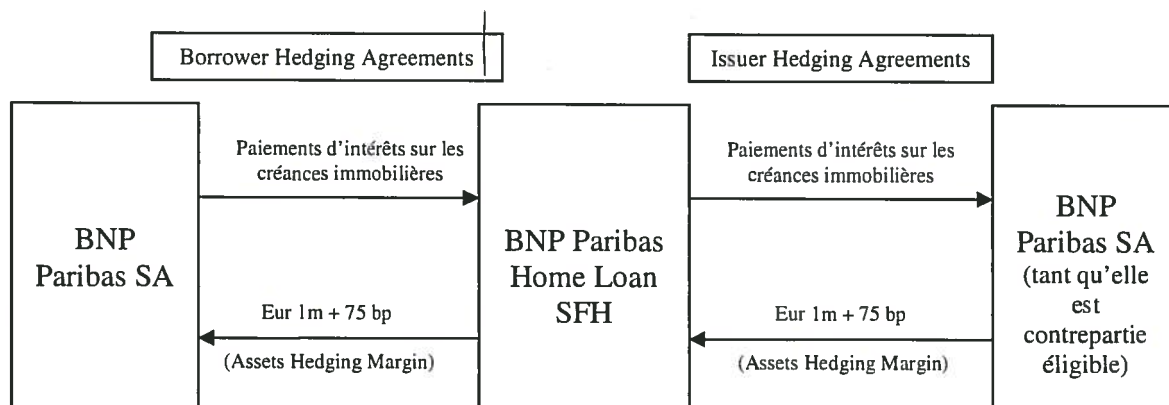 Borrower Hedging Agreements
Issuer Hedging Agreements
BNP
Paribas SA
Paiements d'intérêts sur les
créances immobilières
Eur 1m + 75 bp
(Assets Hedging Margin)
BNP Paribas
Home Loan
SFH
Paiements d'intérêts sur les
créances immobilières
Eur 1m + 75 bp
(Assets Hedging Margin)
BNP
Paribas SA
(tant qu'elle
est
contrepartie
éligible)